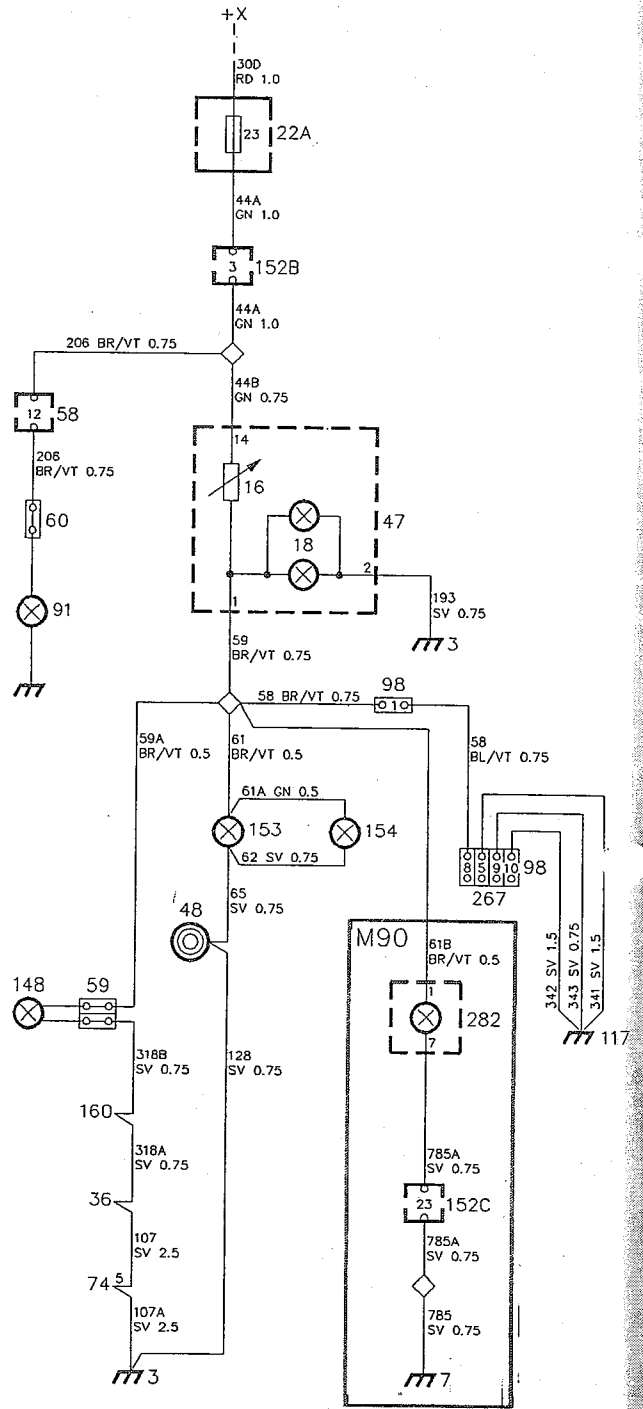 +X
30D
RD 1.0
23
22A
44A
GN 1.0
3
152B
44A
GN 1.0
206 BR/VT 0.75
44B
GN 0.75
12
58
14
206
BR/VT 0.75
16
60
18
47
2
91
1
193
SV 0.75
3
59
BR/VT 0.75
58 BR/VT 0.75
98
1
59A
BR/VT 0.5
61
BR/VT 0.5
58
BL/VT 0.75
61A GN 0.5
153
154
62 SV 0.75
8 5 9 10
98
267
65
SV 0.75
48
M90
61B
BR/VT 0.5
342 SV 1.5
343 SV 0.75
341 SV 1.5
148
59
1
282
7
117
318B
SV 0.75
128
SV 0.75
160
318A
SV 0.75
785A
SV 0.75
36
23
152C
107
SV 2.5
785A
SV 0.75
74
5
107A
SV 2.5
785
SV 0.75
3
7